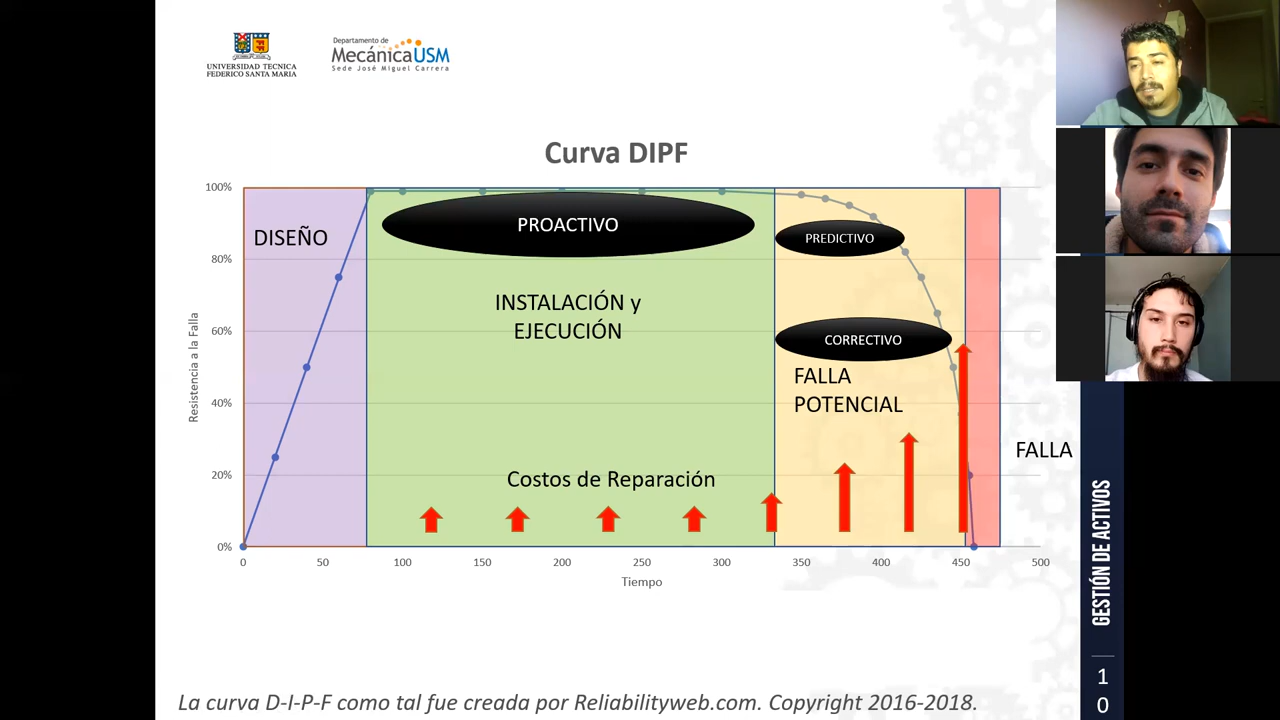 UNIVERSIDAD TECNICA
FEDERICO SANTA MARIA
Departamento de
MecánicaUSM
Sede José Miguel Carrera
Curva DIPF
100%
80%
60%
40%
20%
0%
Resistencia a la Falla
DISEÑO
PROACTIVO
INSTALACIÓN y
EJECUCIÓN
Costos de Reparación
PREDICTIVO
CORRECTIVO
FALLA
POTENCIAL
FALLA
0
50
100
150
200
250
300
350
400
450
500
Tiempo
GESTIÓN DE ACTIVOS
1
0
La curva D-I-P-F como tal fue creada por Reliabilityweb.com. Copyright 2016-2018.